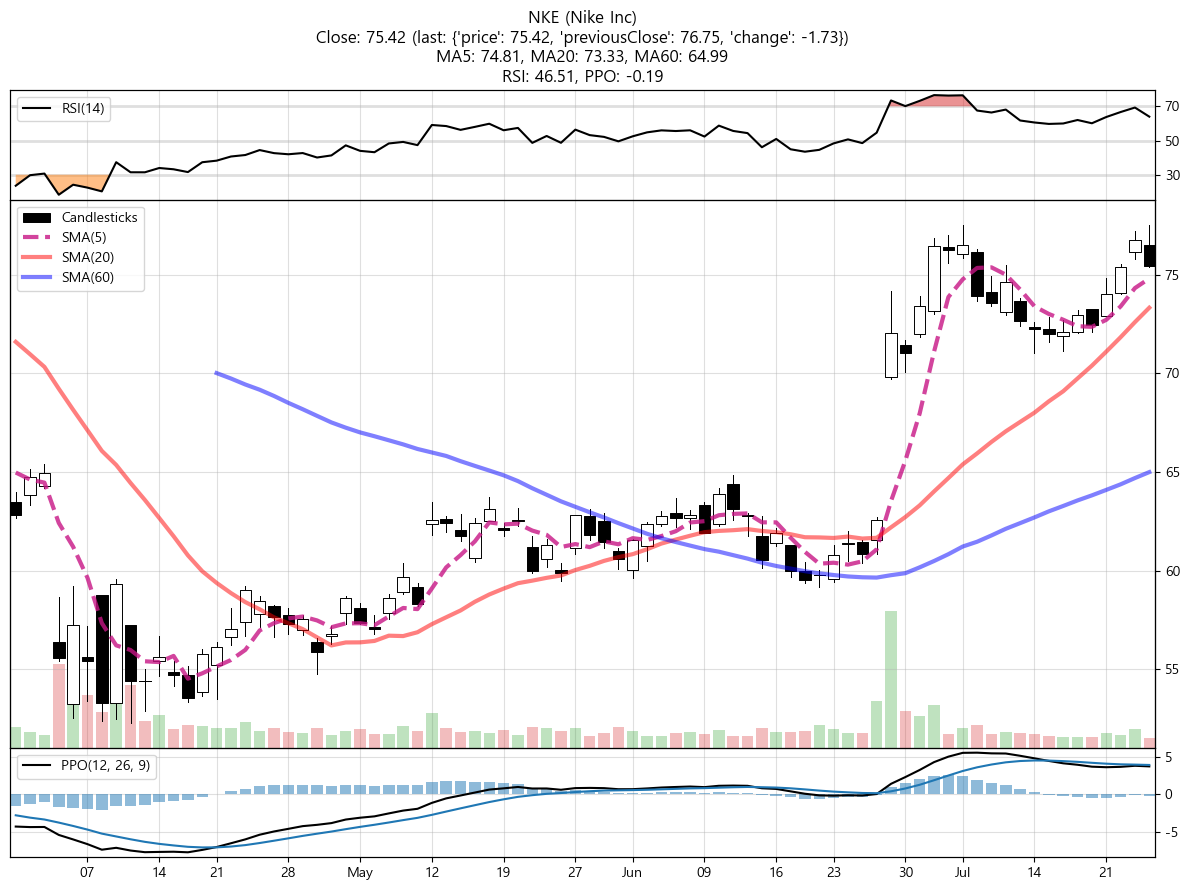 NKE (Nike Inc)
Close: 75.42 (last: {'price': 75.42, 'previousClose': 76.75, 'change': -1.73})
MA5: 74.81, MA20: 73.33, MA60: 64.99
RSI: 46.51, PPO: -0.19
RSI(14)
70
50
30
Candlesticks
SMA(5)
SMA(20)
SMA(60)
75
70
65
60
55
PPO(12, 26, 9)
5
0
-5
07 14 21 28 May 12 19 27 Jun 09 16 23 30 Jul 14 21